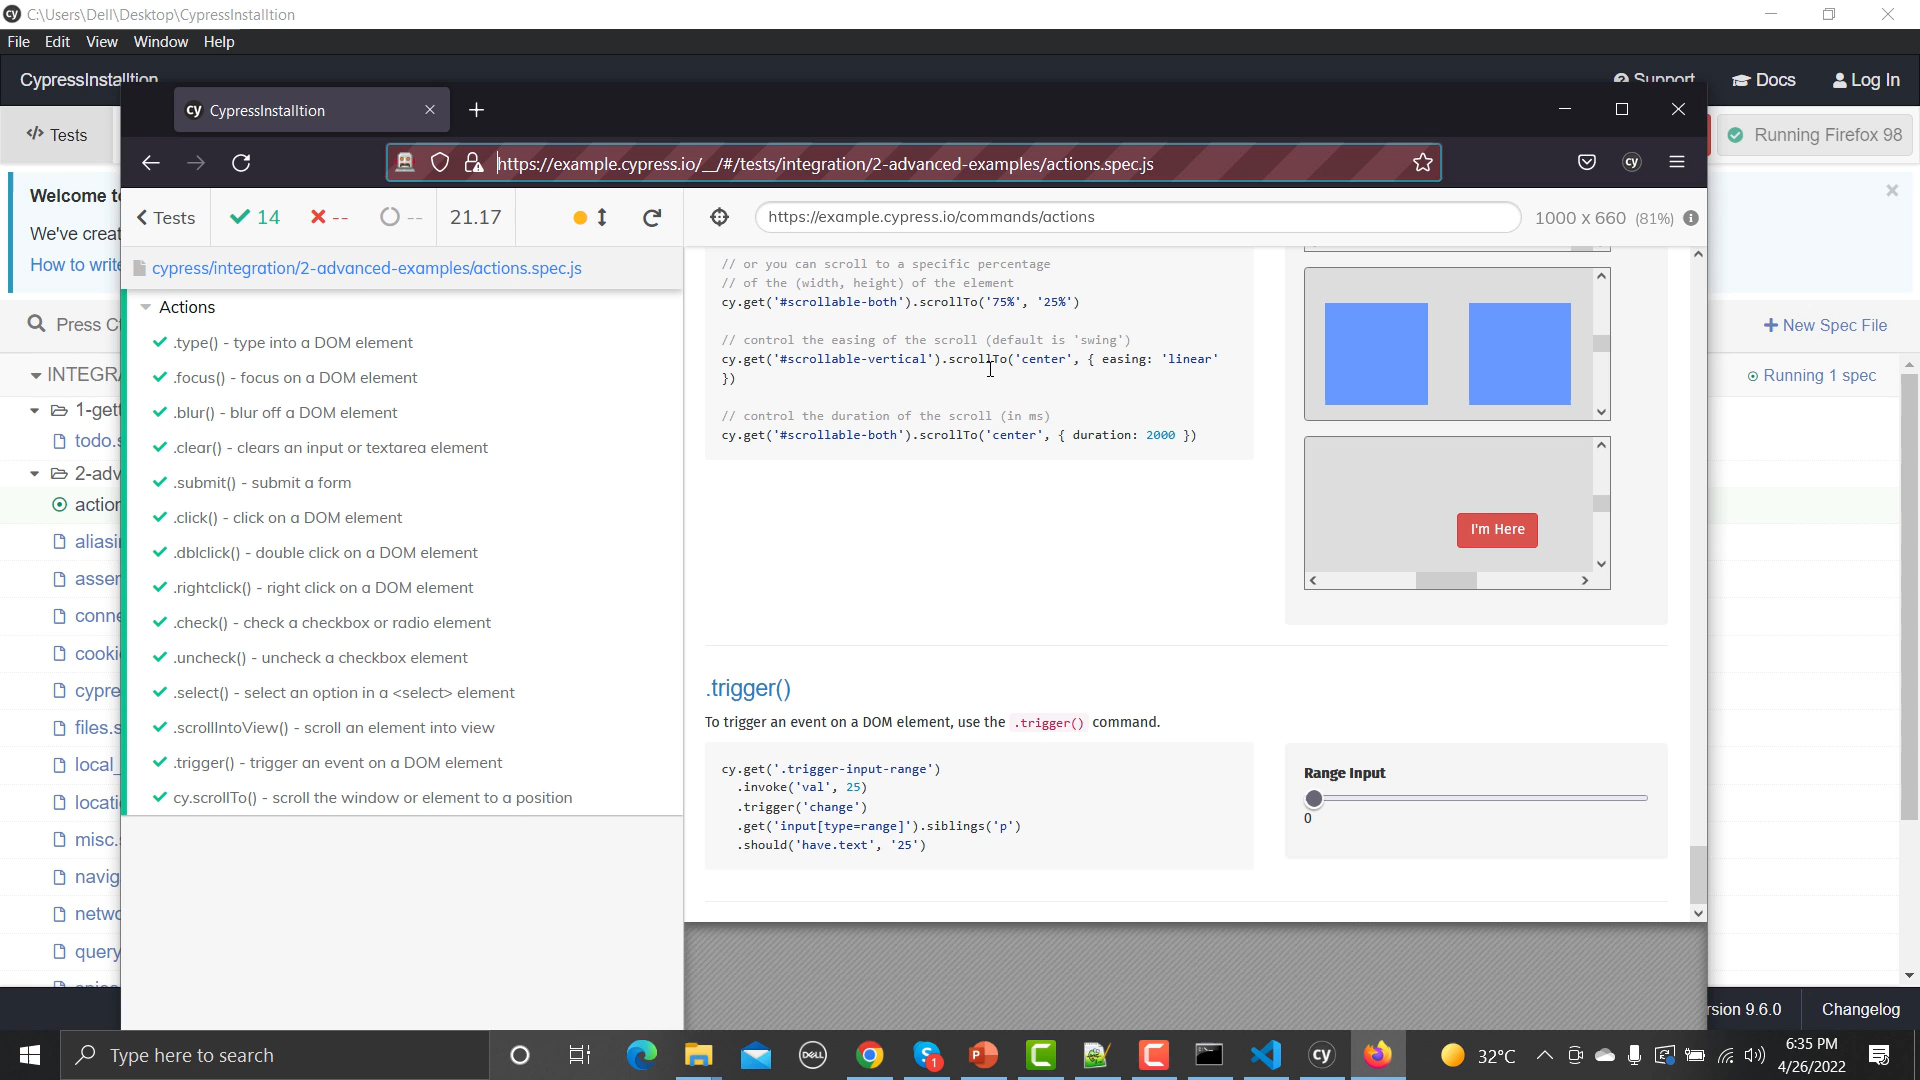 C:\Users\Dell\Desktop\CypressInstalltion
File Edit View Window Help
CypressInstalltion
Support
Docs
Log In
CypressInstalltion
Tests
Running Firefox 98
https://example.cypress.io/__/#/tests/integration/2-advanced-examples/actions.spec.js
Tests
14
--
--
21.17
https://example.cypress.io/commands/actions
1000 x 660 (81%)
Welcome to
We've creat
How to write
cypress/integration/2-advanced-examples/actions.spec.js
Press Ct
New Spec File
INTEGRA
Running 1 spec
1-gett
todo.s
2-adv
action
aliasin
asser
conne
cooki
cypre
files.s
local_
locatio
misc.
navig
netwo
query
Actions
.type() - type into a DOM element
.focus() - focus on a DOM element
.blur() - blur off a DOM element
.clear() - clears an input or textarea element
.submit() - submit a form
.click() - click on a DOM element
.dblclick() - double click on a DOM element
.rightclick() - right click on a DOM element
.check() - check a checkbox or radio element
.uncheck() - uncheck a checkbox element
.select() - select an option in a <select> element
.scrollIntoView() - scroll an element into view
.trigger() - trigger an event on a DOM element
cy.scrollTo() - scroll the window or element to a position
// or you can scroll to a specific percentage
// of the (width, height) of the element
cy.get('#scrollable-both').scrollTo('75%', '25%')
// control the easing of the scroll (default is 'swing')
cy.get('#scrollable-vertical').scrollTo('center', { easing: 'linear'
})
// control the duration of the scroll (in ms)
cy.get('#scrollable-both').scrollTo('center', { duration: 2000 })
I'm Here
.trigger()
To trigger an event on a DOM element, use the .trigger() command.
cy.get('.trigger-input-range')
.invoke('val', 25)
.trigger('change')
.get('input[type=range]').siblings('p')
.should('have.text', '25')
Range Input
0
rsion 9.6.0
Changelog
Type here to search
32°C
6:35 PM
4/26/2022